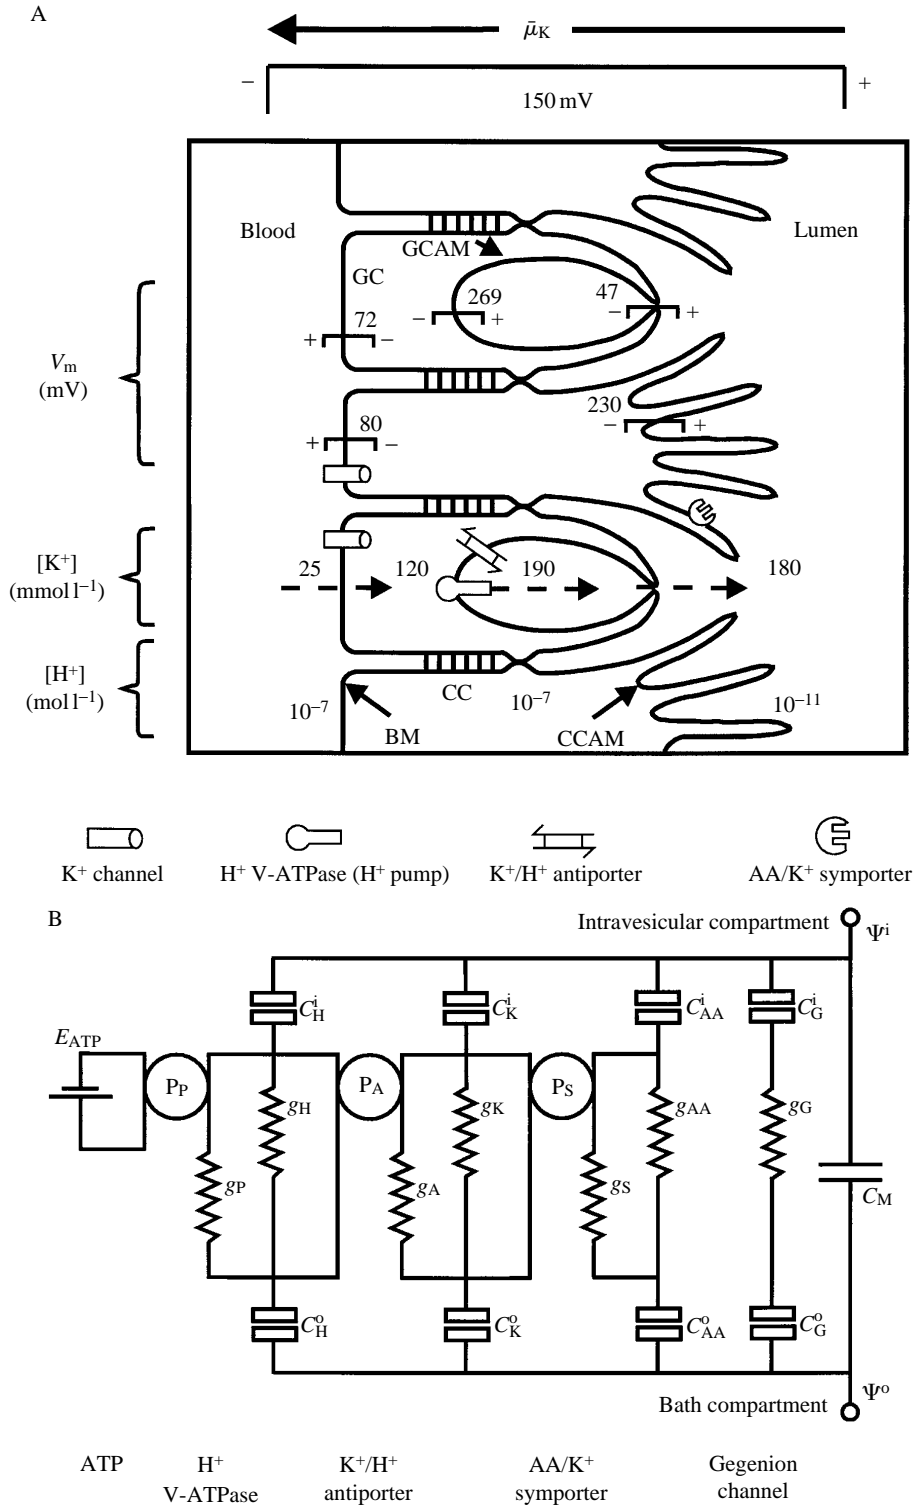 A
μ̄K
− +
150 mV
Blood
Lumen
GCAM
GC
269
47
− +
− +
72
+ −
Vm
(mV)
230
− +
80
+ −
[K⁺]
(mmol l⁻¹)
25
120
190
180
[H⁺]
(mol l⁻¹)
CC
10⁻⁷
10⁻⁷
10⁻¹¹
BM
CCAM
K⁺ channel
H⁺ V-ATPase (H⁺ pump)
K⁺/H⁺ antiporter
AA/K⁺ symporter
B
Intravesicular compartment
Ψⁱ
CⁱH
CⁱK
CⁱAA
CⁱG
EATP
PP
PA
PS
gH
gK
gAA
gG
gP
gA
gS
CM
CᵒH
CᵒK
CᵒAA
CᵒG
Bath compartment
Ψᵒ
ATP
H⁺
V-ATPase
K⁺/H⁺
antiporter
AA/K⁺
symporter
Gegenion
channel